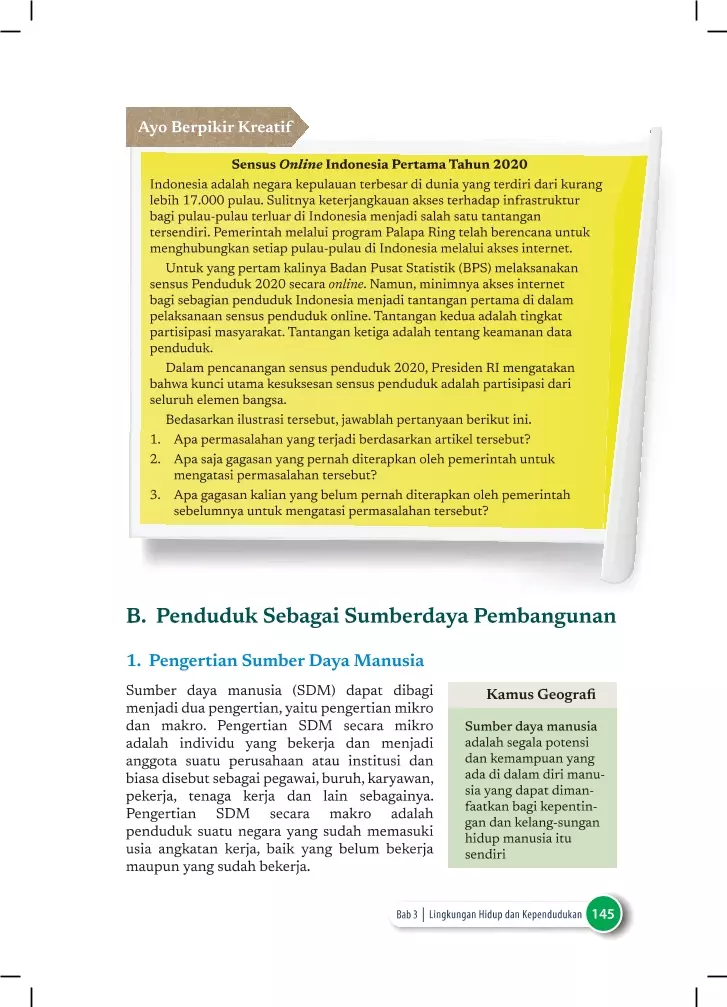 Ayo Berpikir Kreatif
Sensus Online Indonesia Pertama Tahun 2020
Indonesia adalah negara kepulauan terbesar di dunia yang terdiri dari kurang
lebih 17.000 pulau. Sulitnya keterjangkauan akses terhadap infrastruktur
bagi pulau-pulau terluar di Indonesia menjadi salah satu tantangan
tersendiri. Pemerintah melalui program Palapa Ring telah berencana untuk
menghubungkan setiap pulau-pulau di Indonesia melalui akses internet.
Untuk yang pertam kalinya Badan Pusat Statistik (BPS) melaksanakan
sensus Penduduk 2020 secara online. Namun, minimnya akses internet
bagi sebagian penduduk Indonesia menjadi tantangan pertama di dalam
pelaksanaan sensus penduduk online. Tantangan kedua adalah tingkat
partisipasi masyarakat. Tantangan ketiga adalah tentang keamanan data
penduduk.
Dalam pencanangan sensus penduduk 2020, Presiden RI mengatakan
bahwa kunci utama kesuksesan sensus penduduk adalah partisipasi dari
seluruh elemen bangsa.
Bedasarkan ilustrasi tersebut, jawablah pertanyaan berikut ini.
1. Apa permasalahan yang terjadi berdasarkan artikel tersebut?
2. Apa saja gagasan yang pernah diterapkan oleh pemerintah untuk
mengatasi permasalahan tersebut?
3. Apa gagasan kalian yang belum pernah diterapkan oleh pemerintah
sebelumnya untuk mengatasi permasalahan tersebut?
B. Penduduk Sebagai Sumberdaya Pembangunan
1. Pengertian Sumber Daya Manusia
Sumber daya manusia (SDM) dapat dibagi
menjadi dua pengertian, yaitu pengertian mikro
dan makro. Pengertian SDM secara mikro
adalah individu yang bekerja dan menjadi
anggota suatu perusahaan atau institusi dan
biasa disebut sebagai pegawai, buruh, karyawan,
pekerja, tenaga kerja dan lain sebagainya.
Pengertian SDM secara makro adalah
penduduk suatu negara yang sudah memasuki
usia angkatan kerja, baik yang belum bekerja
maupun yang sudah bekerja.
Kamus Geografi
Sumber daya manusia
adalah segala potensi
dan kemampuan yang
ada di dalam diri manu-
sia yang dapat diman-
faatkan bagi kepentin-
gan dan kelang-sungan
hidup manusia itu
sendiri
Bab 3 | Lingkungan Hidup dan Kependudukan 145